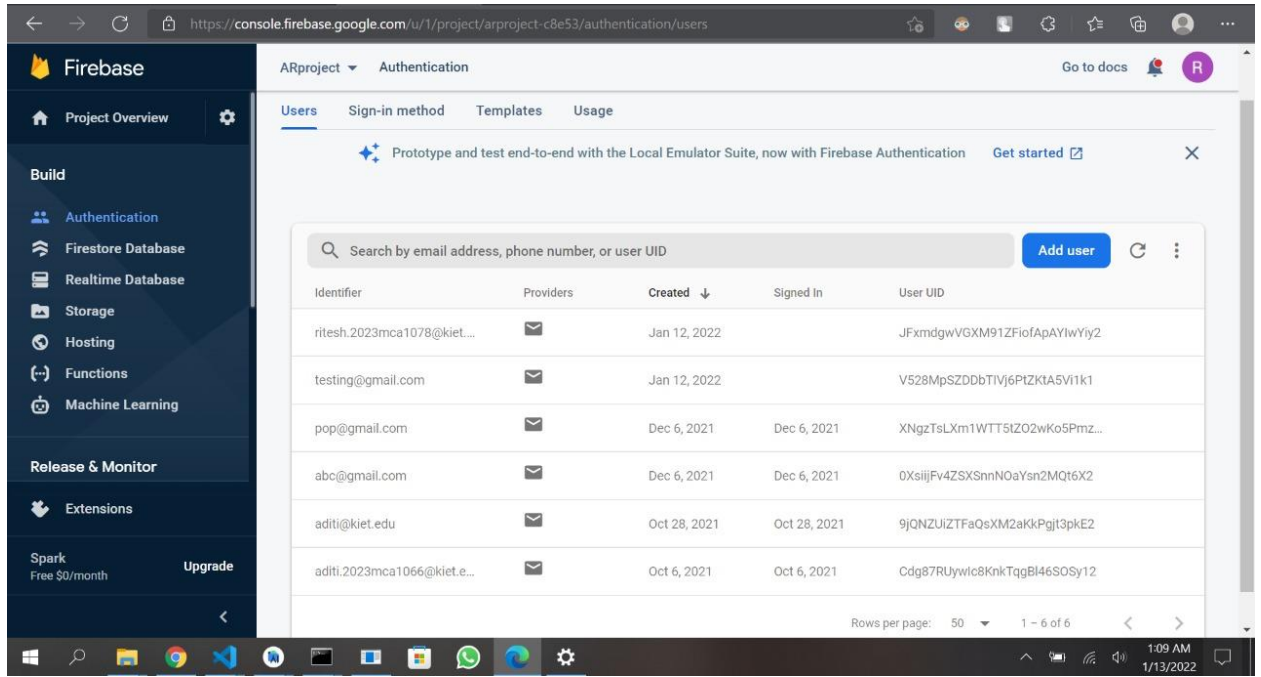 https://console.firebase.google.com/u/1/project/arproject-c8e53/authentication/users
Firebase
ARproject Authentication
Go to docs
R
Project Overview
Users Sign-in method Templates Usage
Prototype and test end-to-end with the Local Emulator Suite, now with Firebase Authentication Get started
Build
Authentication
Firestore Database
Realtime Database
Storage
Hosting
Functions
Machine Learning
Release & Monitor
Extensions
Spark
Free $0/month
Upgrade
Search by email address, phone number, or user UID
Add user
Identifier Providers Created Signed In User UID
ritesh.2023mca1078@kiet.... Jan 12, 2022 JFxmdgwVGXM91ZFiofApAYIwYiy2
testing@gmail.com Jan 12, 2022 V528MpSZDDbTIVj6PtZKtA5Vi1k1
pop@gmail.com Dec 6, 2021 Dec 6, 2021 XNgzTsLXm1WTT5tZO2wKo5Pmz...
abc@gmail.com Dec 6, 2021 Dec 6, 2021 0XsiijFv4ZSXSnnNOaYsn2MQt6X2
aditi@kiet.edu Oct 28, 2021 Oct 28, 2021 9jQNZUiZTFaQsXM2aKkPgjt3pkE2
aditi.2023mca1066@kiet.e... Oct 6, 2021 Oct 6, 2021 Cdg87RUywIc8KnkTqgBl46SOSy12
Rows per page: 50 1 – 6 of 6
1:09 AM
1/13/2022